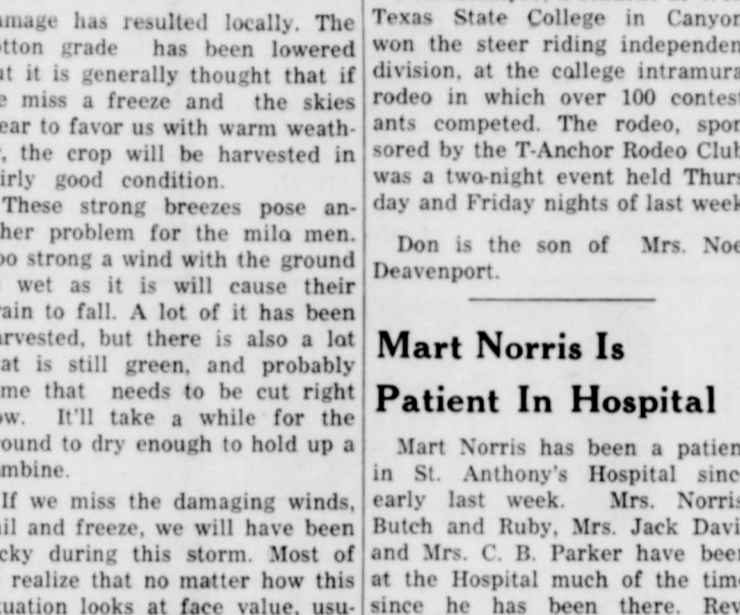 amage has resulted locally. The
otton grade has been lowered
ut it is generally thought that if
e miss a freeze and the skies
ear to favor us with warm weath-
, the crop will be harvested in
irly good condition.
These strong breezes pose an-
her problem for the milo men.
oo strong a wind with the ground
wet as it is will cause their
ain to fall. A lot of it has been
arvested, but there is also a lot
at is still green, and probably
me that needs to be cut right
ow. It'll take a while for the
ound to dry enough to hold up a
mbine.
If we miss the damaging winds,
ail and freeze, we will have been
cky during this storm. Most of
realize that no matter how this
tuation looks at face value, usu-
Texas State College in Canyon
won the steer riding independen
division, at the college intramura
rodeo in which over 100 contest
ants competed. The rodeo, spon
sored by the T-Anchor Rodeo Club
was a two-night event held Thurs
day and Friday nights of last week
Don is the son of Mrs. Noe
Deavenport.
Mart Norris Is
Patient In Hospital
Mart Norris has been a patien
in St. Anthony's Hospital sinc
early last week. Mrs. Norris
Butch and Ruby, Mrs. Jack Davi
and Mrs. C. B. Parker have bee
at the Hospital much of the tim
since he has been there. Rev